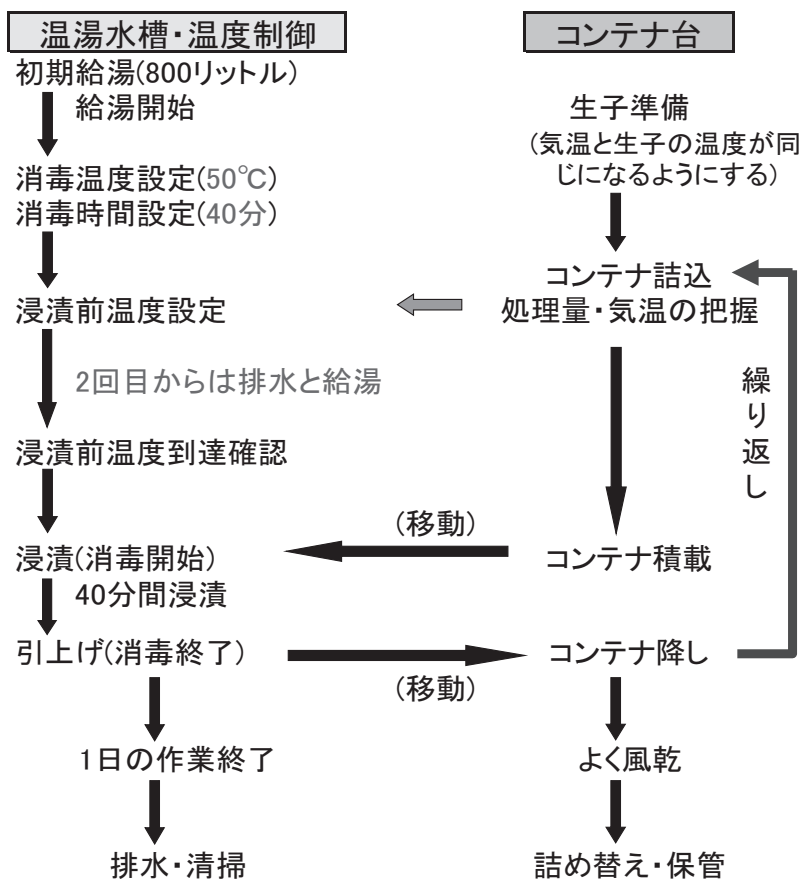 温湯水槽・温度制御
初期給湯(800リットル)
給湯開始
消毒温度設定(50℃)
消毒時間設定(40分)
浸漬前温度設定
2回目からは排水と給湯
浸漬前温度到達確認
浸漬(消毒開始)
40分間浸漬
引上げ(消毒終了)
1日の作業終了
排水・清掃
コンテナ台
生子準備
(気温と生子の温度が同
じになるようにする)
コンテナ詰込
処理量・気温の把握
繰り返し
(移動)
コンテナ積載
コンテナ降し
(移動)
よく風乾
詰め替え・保管